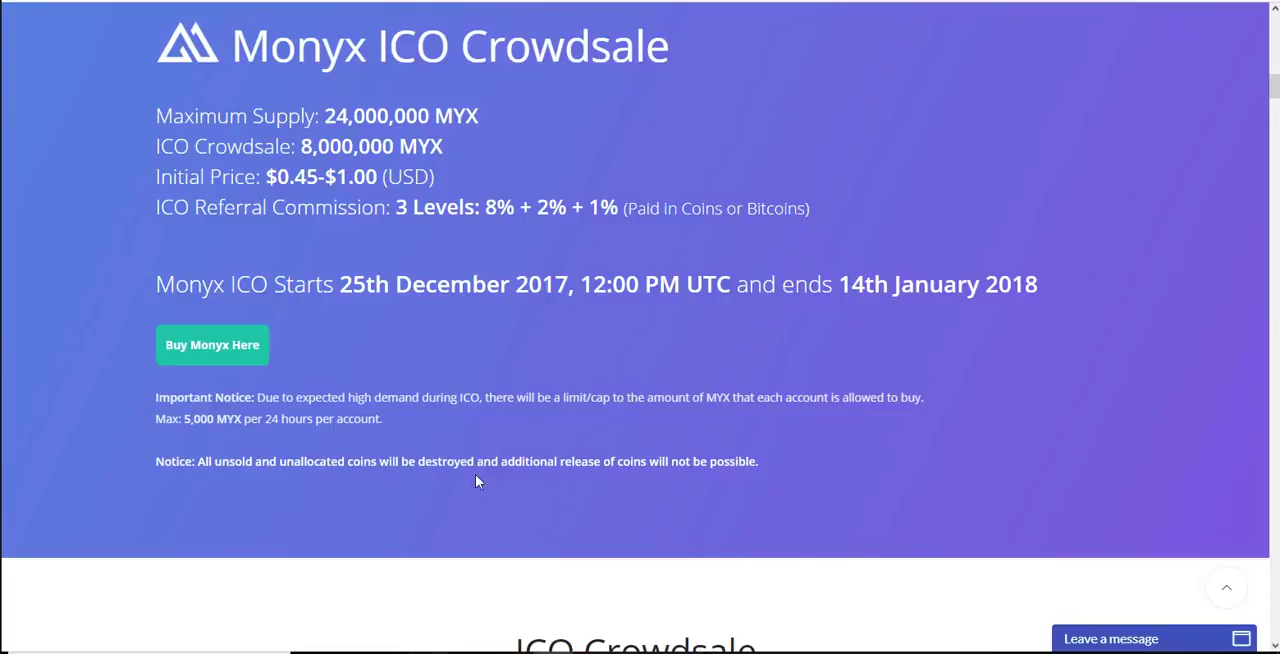 Monyx ICO Crowdsale
Maximum Supply: 24,000,000 MYX
ICO Crowdsale: 8,000,000 MYX
Initial Price: $0.45-$1.00 (USD)
ICO Referral Commission: 3 Levels: 8% + 2% + 1% (Paid in Coins or Bitcoins)
Monyx ICO Starts 25th December 2017, 12:00 PM UTC and ends 14th January 2018
Buy Monyx Here
Important Notice: Due to expected high demand during ICO, there will be a limit/cap to the amount of MYX that each account is allowed to buy.
Max: 5,000 MYX per 24 hours per account.
Notice: All unsold and unallocated coins will be destroyed and additional release of coins will not be possible.
ICO Crowdsale
Leave a message